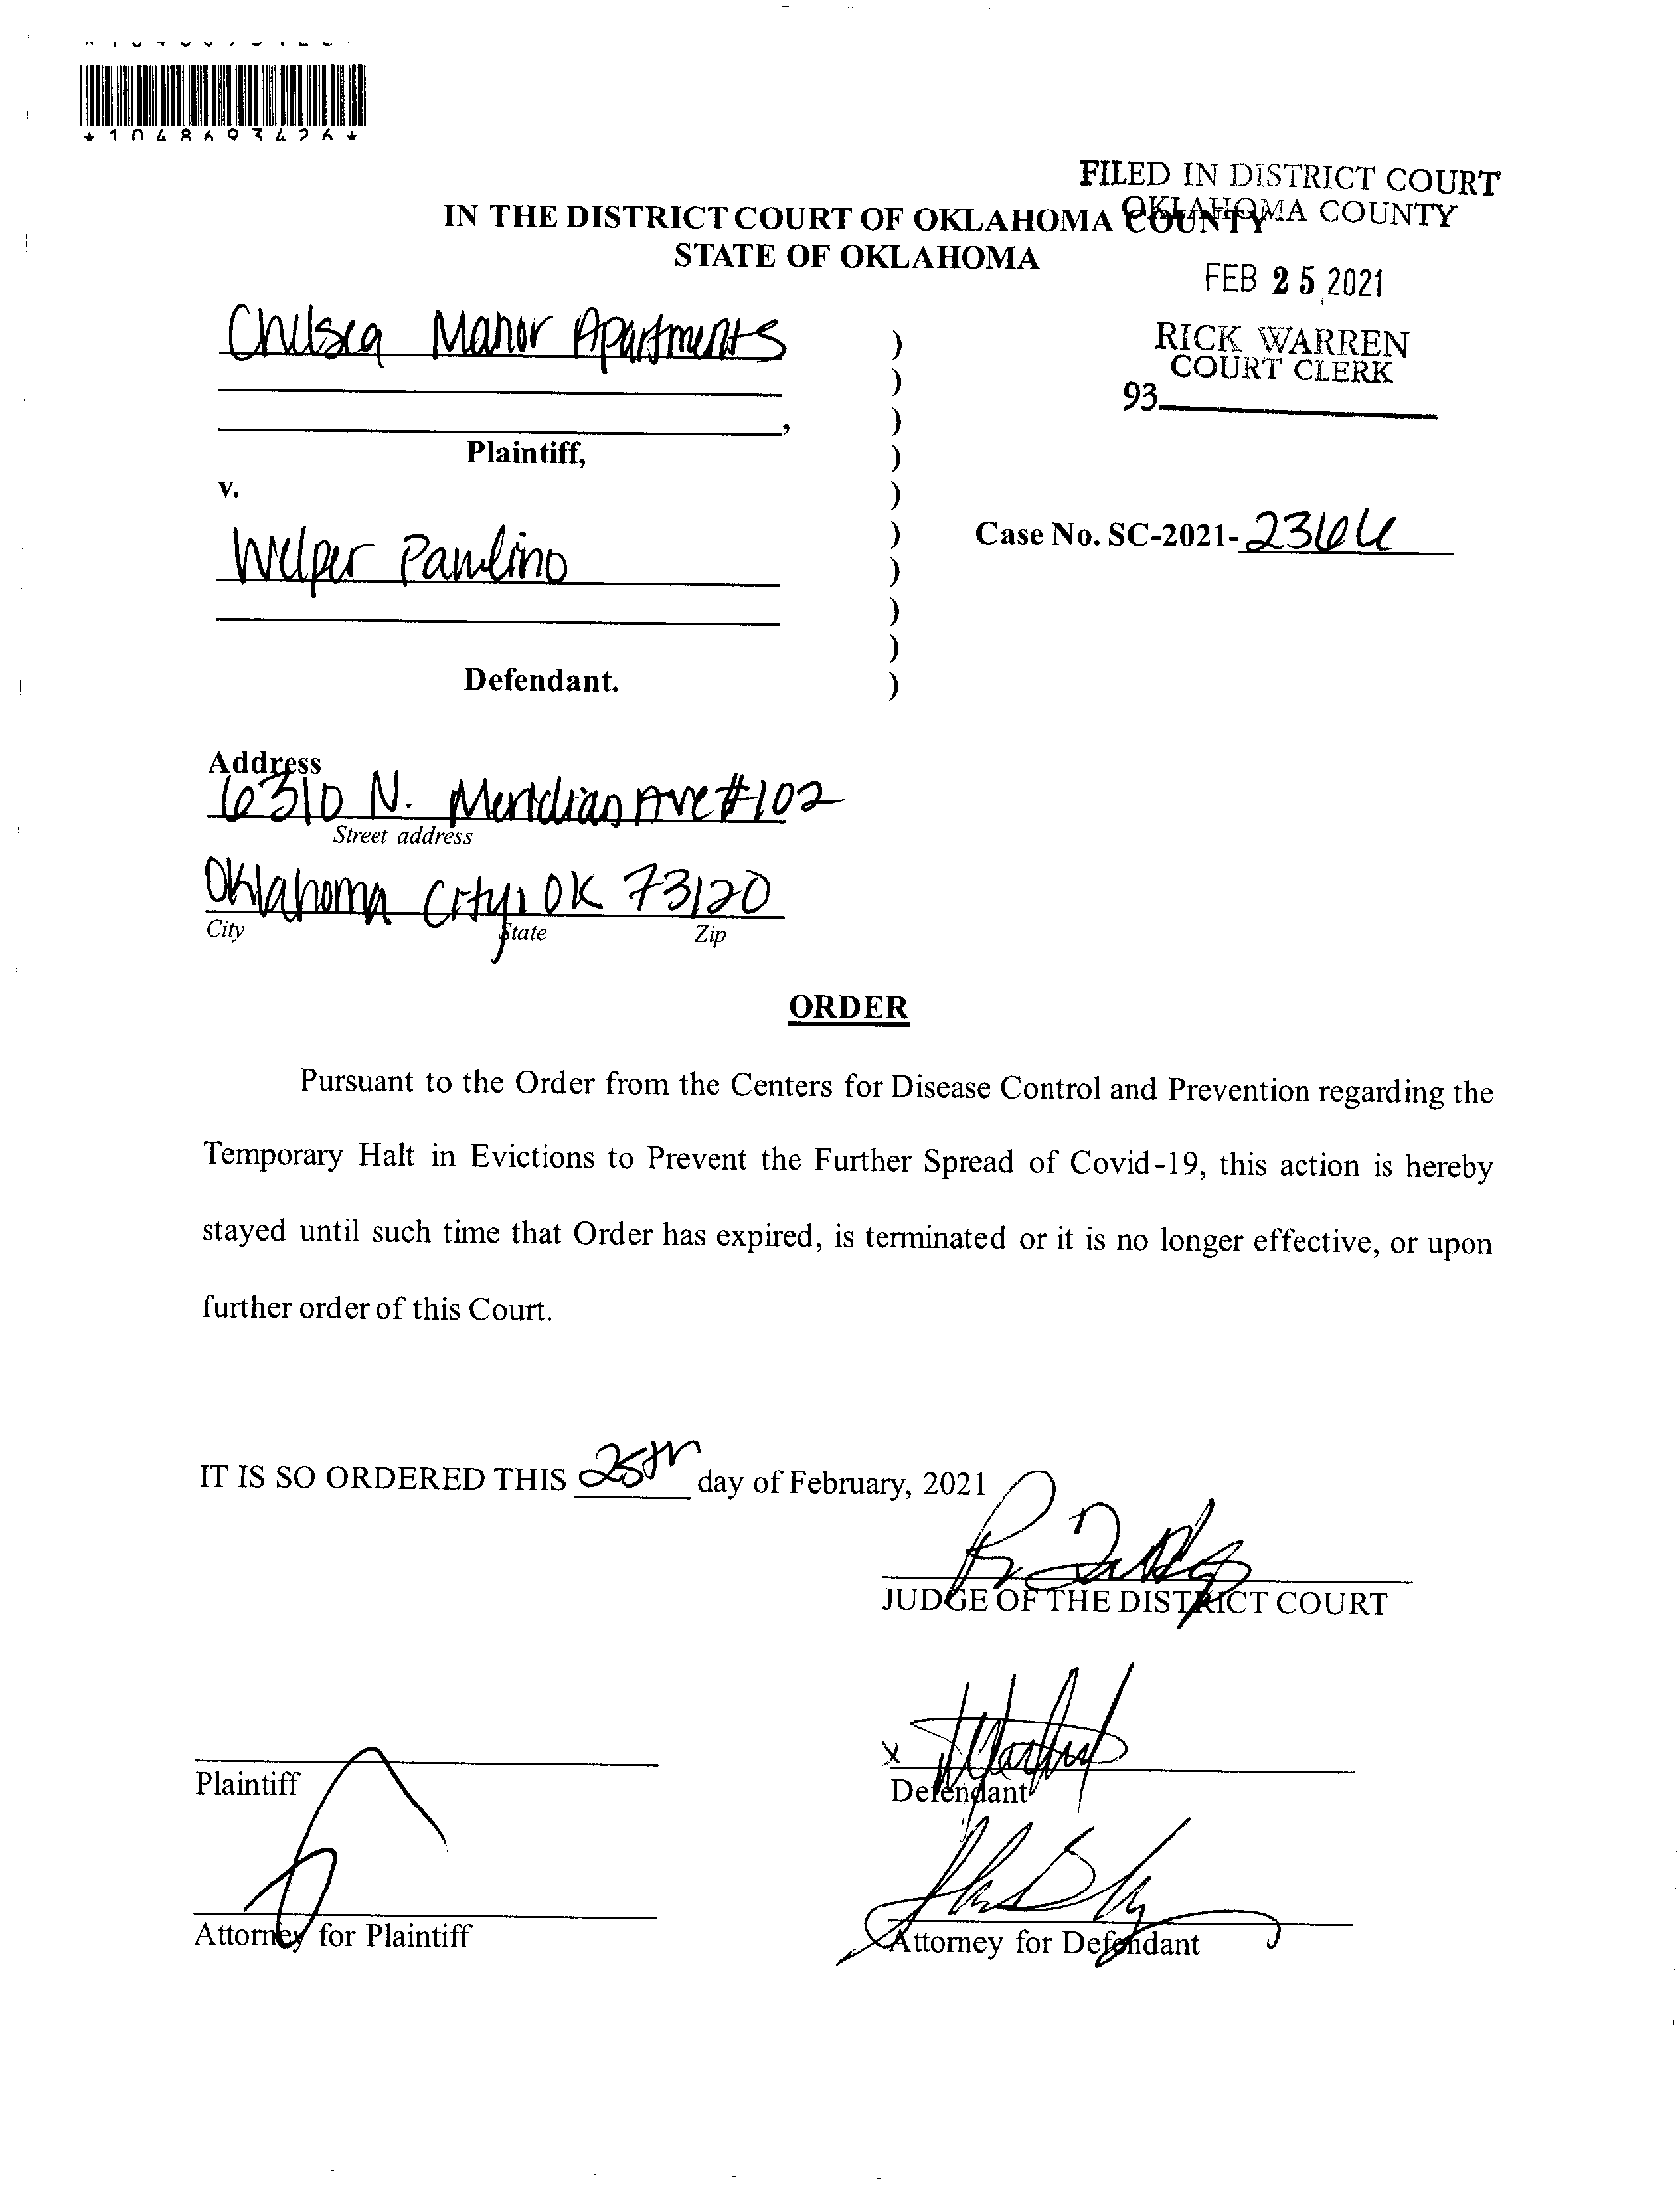 *1048693426*
FILED IN DISTRICT COURT
OKLAHOMA COUNTY
IN THE DISTRICT COURT OF OKLAHOMA COUNTY
STATE OF OKLAHOMA
FEB 25 2021
RICK WARREN
COURT CLERK
93
Chelsea Manor Apartments
,
Plaintiff,
v.
Case No. SC-2021-2366
Welper Paulino
Defendant.
Address
6310 N. Meridian Ave #102
Street address
Oklahoma City, OK 73120
City State Zip
ORDER
Pursuant to the Order from the Centers for Disease Control and Prevention regarding the
Temporary Halt in Evictions to Prevent the Further Spread of Covid-19, this action is hereby
stayed until such time that Order has expired, is terminated or it is no longer effective, or upon
further order of this Court.
IT IS SO ORDERED THIS 25th day of February, 2021
JUDGE OF THE DISTRICT COURT
x
Plaintiff Defendant
Attorney for Plaintiff Attorney for Defendant